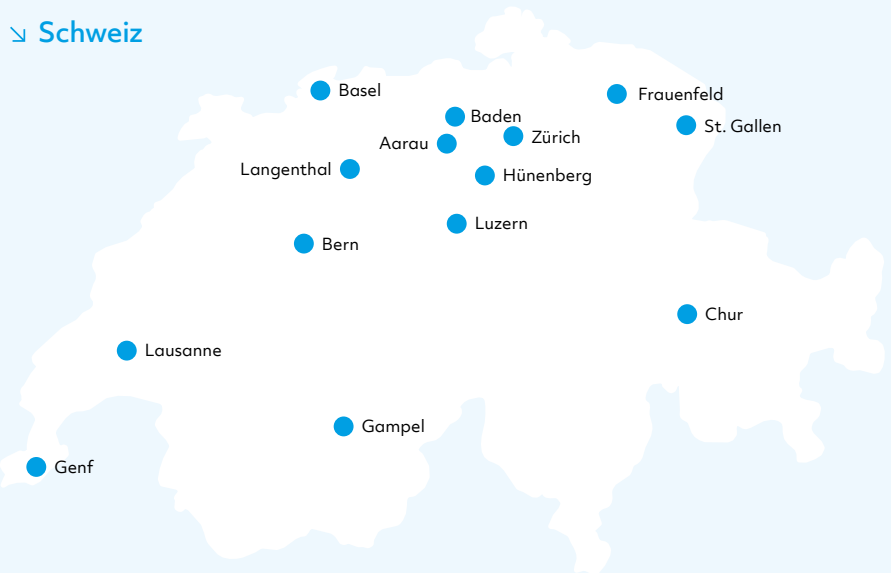 Schweiz
Basel
Frauenfeld
Baden
St. Gallen
Zürich
Aarau
Langenthal
Hünenberg
Luzern
Bern
Chur
Lausanne
Gampel
Genf